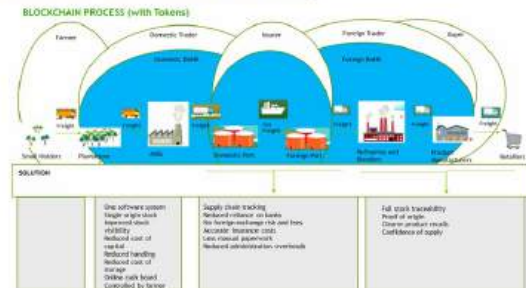 BLOCKCHAIN PROCESS (with Tokens)
Farmer
Domestic Trader
Insurer
Foreign Trader
Buyer
Domestic Bank
Foreign Bank
Freight
Freight
Freight
Sea Freight
Freight
Freight
Freight
Small Holders
Plantations
Mills
Domestic Port
Foreign Port
Refineries and
Product
Retailers
SOLUTION
One software system
Single origin stock
Improved stock
visibility
Reduced cost of
capital
Reduced handling
Reduced cost of
storage
Online cash based
Controlled by farmer
Supply chain tracking
Reduced reliance on banks
No foreign exchange risk and fees
Accurate insurance costs
Less manual paperwork
Reduced administration overheads
Full stock traceability
Proof of origin
Clearer product recalls
Confidence of supply